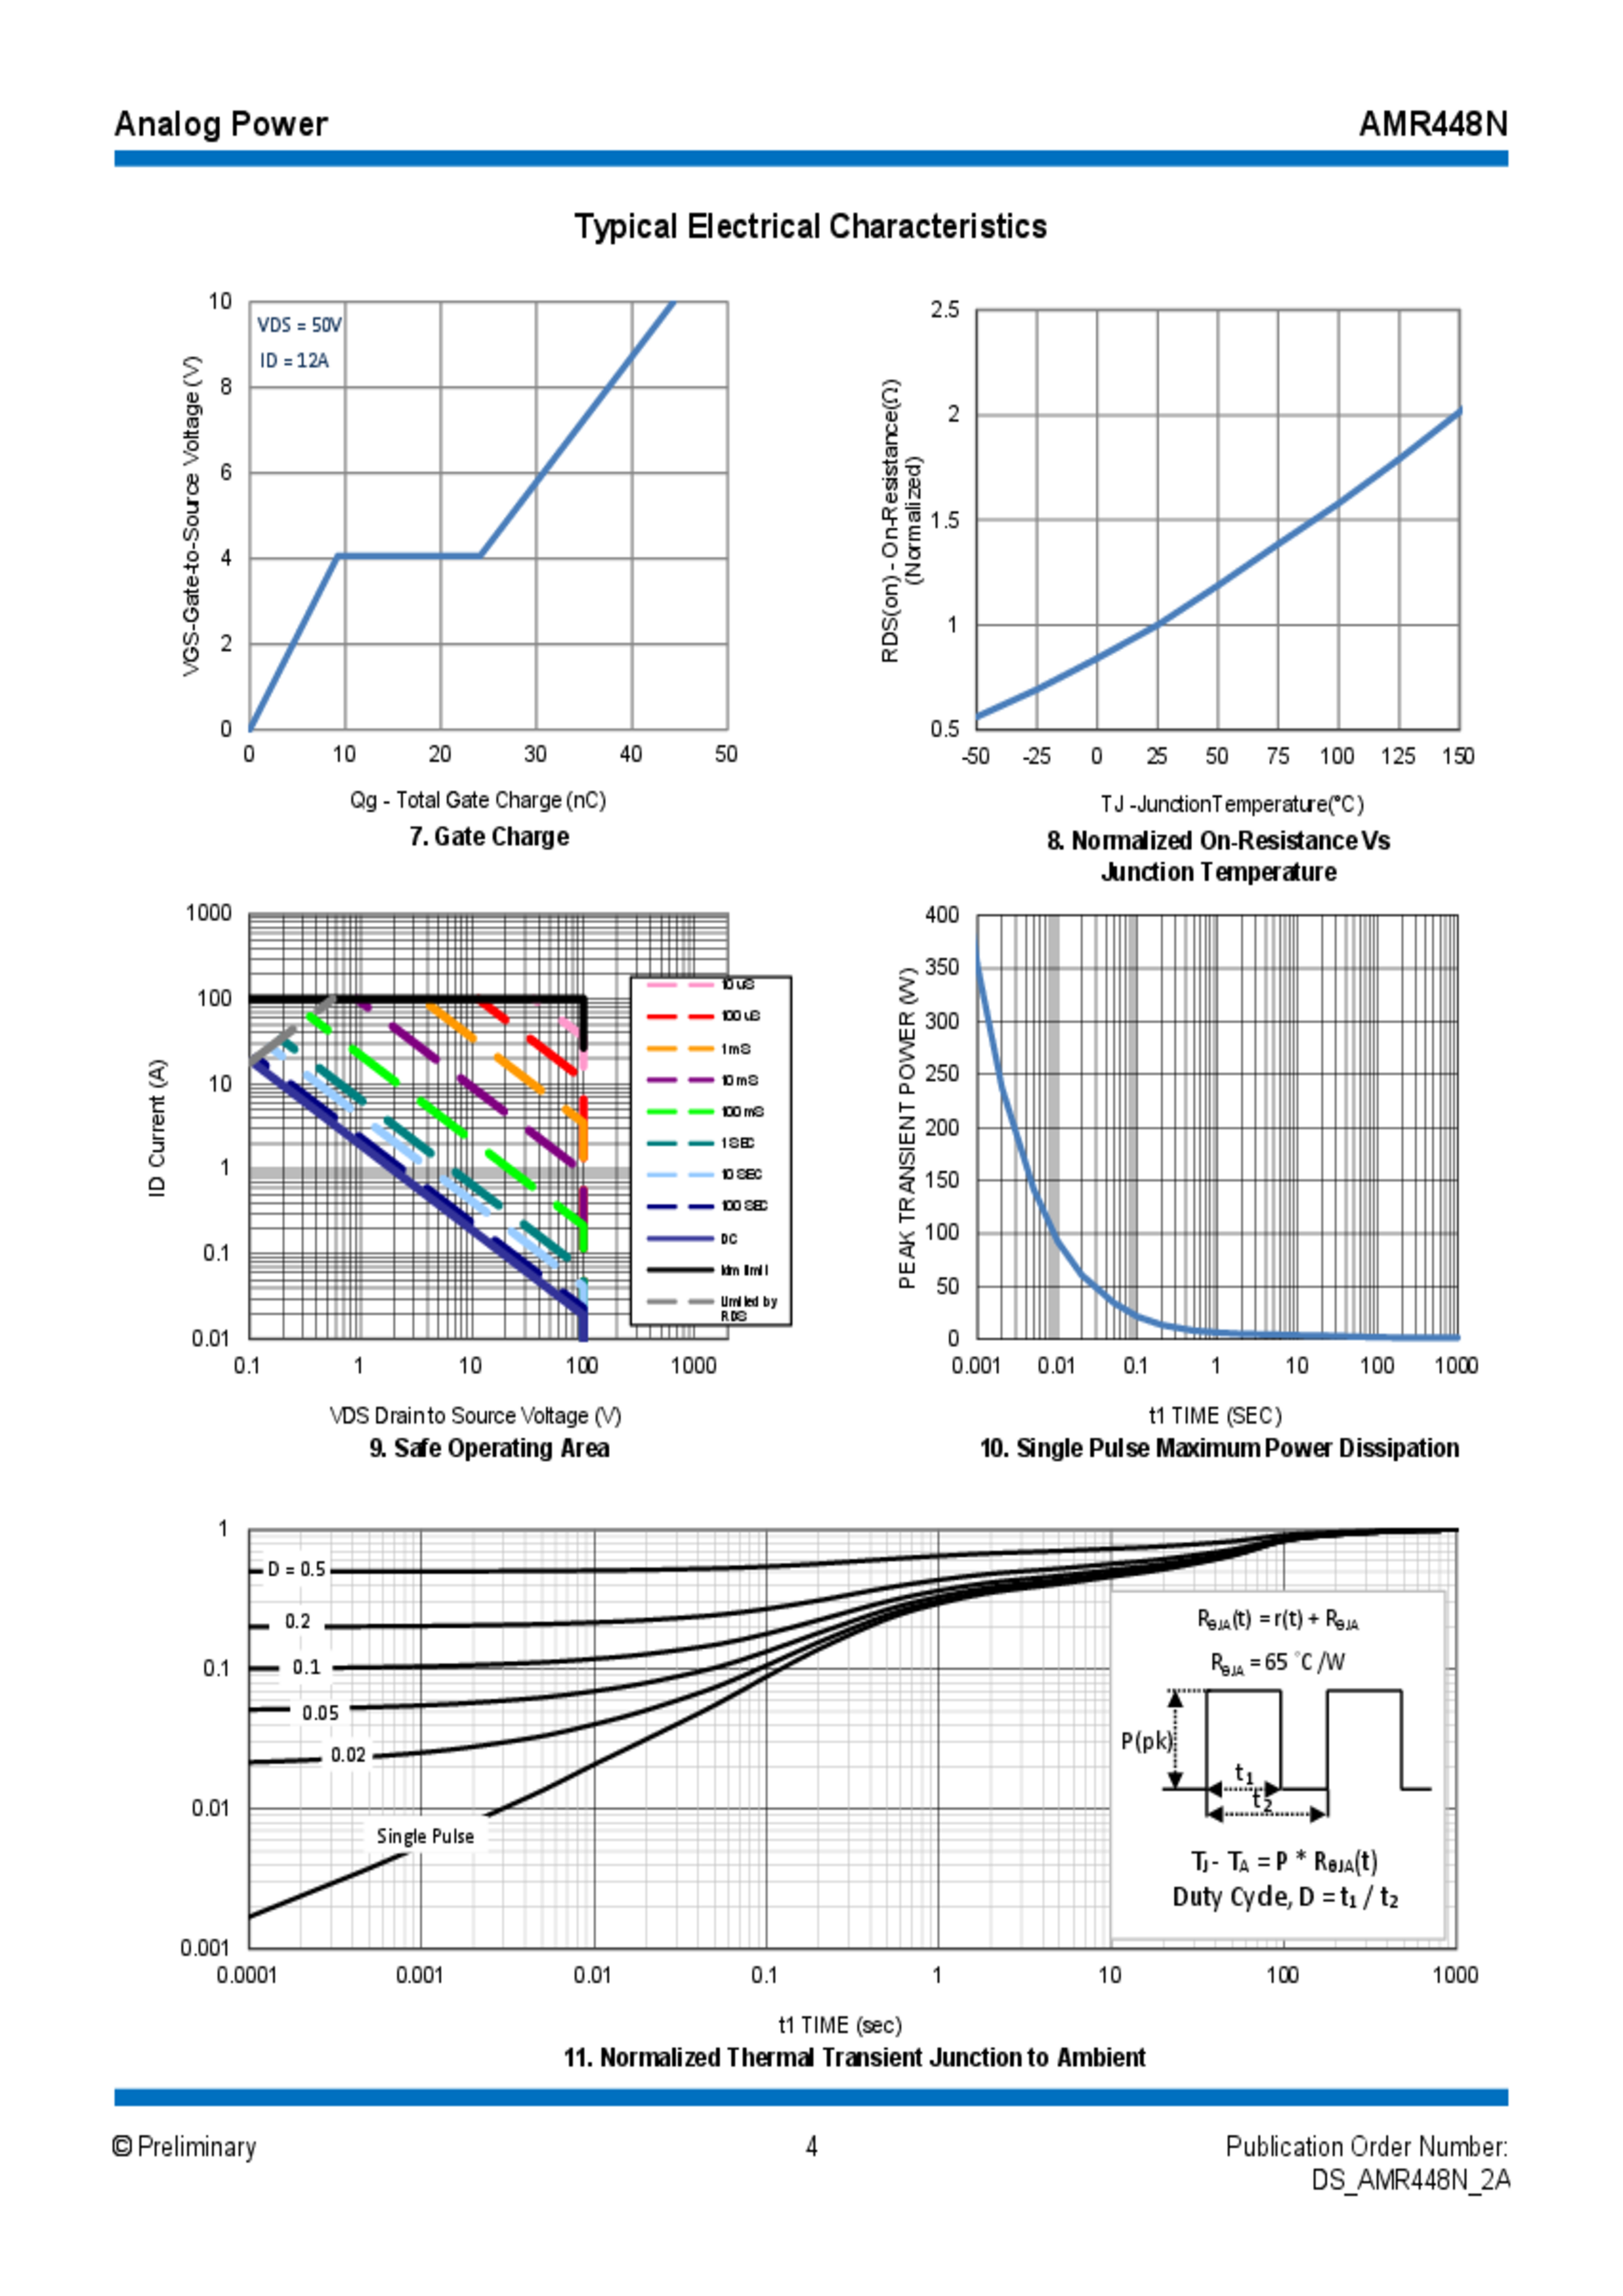 Analog Power
AMR448N
Typical Electrical Characteristics
VGS-Gate-to-Source Voltage (V)
10
8
6
4
2
0
VDS = 50V
ID = 12A
0 10 20 30 40 50
Qg - Total Gate Charge (nC)
7. Gate Charge
RDS(on) - On-Resistance(Ω)
(Normalized)
2.5
2
1.5
1
0.5
-50 -25 0 25 50 75 100 125 150
TJ -JunctionTemperature(°C)
8. Normalized On-Resistance Vs
Junction Temperature
ID Current (A)
1000
100
10
1
0.1
0.01
10 uS
100 uS
1 mS
10 mS
100 mS
1 SEC
10 SEC
100 SEC
DC
Idm limit
Limited by
RDS
0.1 1 10 100 1000
VDS Drain to Source Voltage (V)
9. Safe Operating Area
PEAK TRANSIENT POWER (W)
400
350
300
250
200
150
100
50
0
0.001 0.01 0.1 1 10 100 1000
t1 TIME (SEC)
10. Single Pulse Maximum Power Dissipation
1
0.1
0.01
0.001
D = 0.5
0.2
0.1
0.05
0.02
Single Pulse
RθJA(t) = r(t) + RθJA
RθJA = 65 °C /W
P(pk)
t1
t2
TJ - TA = P * RθJA(t)
Duty Cycle, D = t1 / t2
0.0001 0.001 0.01 0.1 1 10 100 1000
t1 TIME (sec)
11. Normalized Thermal Transient Junction to Ambient
© Preliminary
4
Publication Order Number:
DS_AMR448N_2A